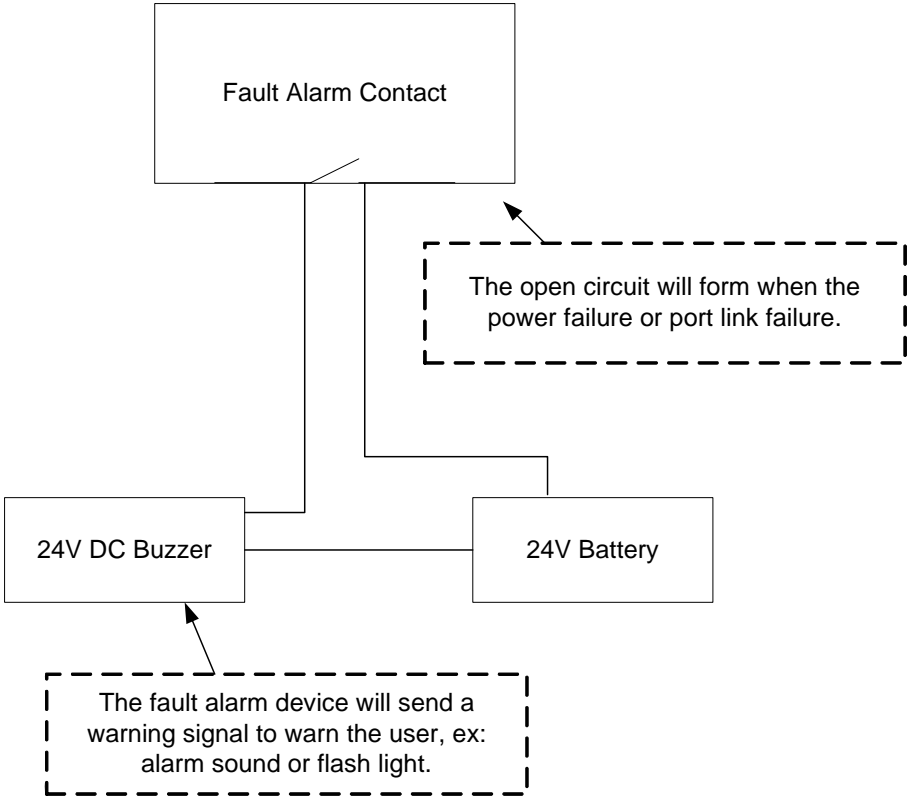 Fault Alarm Contact
The open circuit will form when the
power failure or port link failure.
24V DC Buzzer
24V Battery
The fault alarm device will send a
warning signal to warn the user, ex:
alarm sound or flash light.